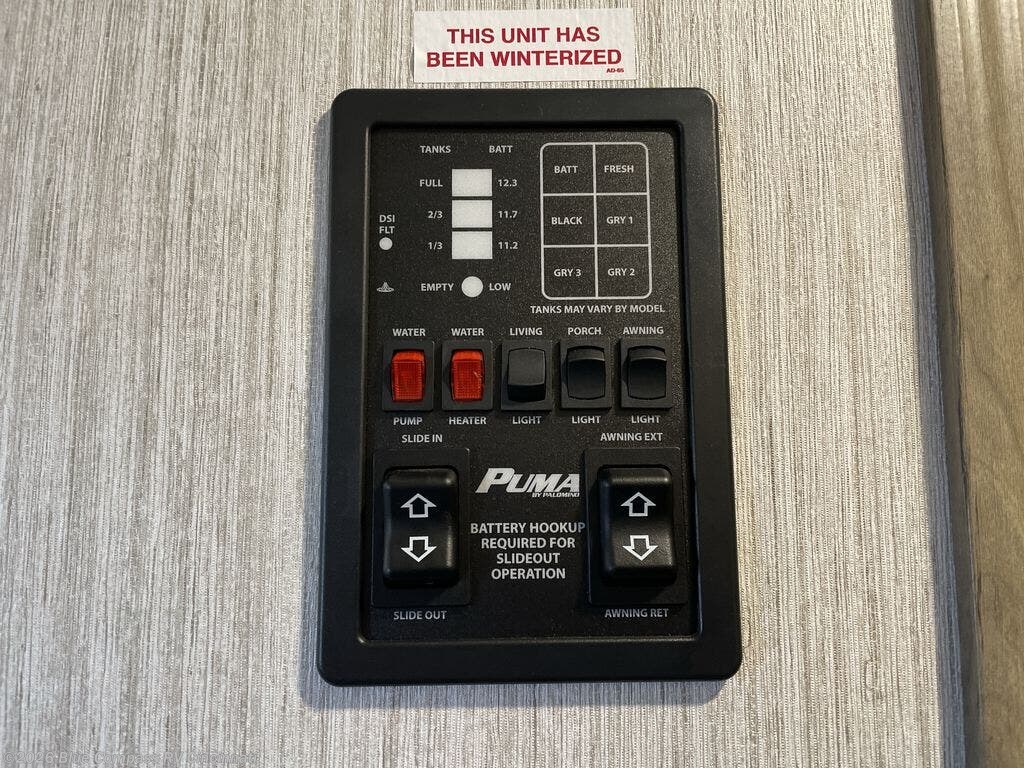 THIS UNIT HAS
BEEN WINTERIZED
AD-65
TANKS BATT
FULL 12.3
2/3 11.7
1/3 11.2
DSI
FLT
EMPTY LOW
BATT FRESH
BLACK GRY 1
GRY 3 GRY 2
TANKS MAY VARY BY MODEL
WATER WATER LIVING PORCH AWNING
PUMP HEATER LIGHT LIGHT LIGHT
SLIDE IN AWNING EXT
PUMA
BY PALOMINO
BATTERY HOOKUP
REQUIRED FOR
SLIDEOUT
OPERATION
SLIDE OUT AWNING RET